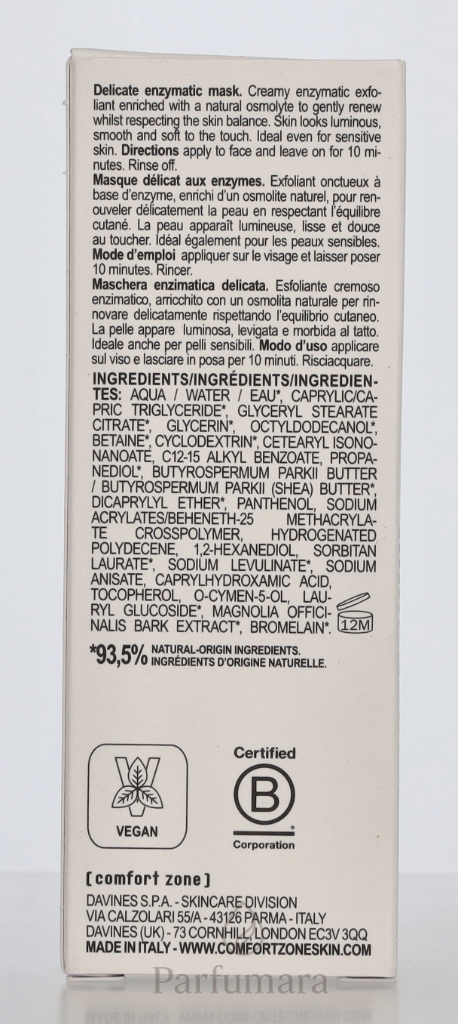 Delicate enzymatic mask. Creamy enzymatic exfo-
liant enriched with a natural osmolyte to gently renew
whilst respecting the skin balance. Skin looks luminous,
smooth and soft to the touch. Ideal even for sensitive
skin. Directions apply to face and leave on for 10 mi-
nutes. Rinse off.
Masque délicat aux enzymes. Exfoliant onctueux à
base d'enzyme, enrichi d'un osmolite naturel, pour ren-
ouveler délicatement la peau en respectant l'équilibre
cutané. La peau apparaît lumineuse, lisse et douce
au toucher. Idéal également pour les peaux sensibles.
Mode d'emploi appliquer sur le visage et laisser poser
10 minutes. Rincer.
Maschera enzimatica delicata. Esfoliante cremoso
enzimatico, arricchito con un osmolita naturale per rin-
novare delicatamente rispettando l'equilibrio cutaneo.
La pelle appare luminosa, levigata e morbida al tatto.
Ideale anche per pelli sensibili. Modo d'uso applicare
sul viso e lasciare in posa per 10 minuti. Risciacquare.
INGREDIENTS/INGRÉDIENTS/INGREDIEN-
TES: AQUA / WATER / EAU*, CAPRYLIC/CA-
PRIC TRIGLYCERIDE*, GLYCERYL STEARATE
CITRATE*, GLYCERIN*, OCTYLDODECANOL*,
BETAINE*, CYCLODEXTRIN*, CETEARYL ISONO-
NANOATE, C12-15 ALKYL BENZOATE, PROPA-
NEDIOL*, BUTYROSPERMUM PARKII BUTTER
/ BUTYROSPERMUM PARKII (SHEA) BUTTER*,
DICAPRYLYL ETHER*, PANTHENOL, SODIUM
ACRYLATES/BEHENETH-25 METHACRYLA-
TE CROSSPOLYMER, HYDROGENATED
POLYDECENE, 1,2-HEXANEDIOL, SORBITAN
LAURATE*, SODIUM LEVULINATE*, SODIUM
ANISATE, CAPRYLHYDROXAMIC ACID,
TOCOPHEROL, O-CYMEN-5-OL, LAU-
RYL GLUCOSIDE*, MAGNOLIA OFFICI-
NALIS BARK EXTRACT*, BROMELAIN*.
12M
*93,5% NATURAL-ORIGIN INGREDIENTS.
INGRÉDIENTS D'ORIGINE NATURELLE.
VEGAN
Certified
B
Corporation
[comfort zone]
DAVINES S.P.A. - SKINCARE DIVISION
VIA CALZOLARI 55/A - 43126 PARMA - ITALY
DAVINES (UK) - 73 CORNHILL, LONDON EC3V 3QQ
MADE IN ITALY - WWW.COMFORTZONESKIN.COM
Parfumara